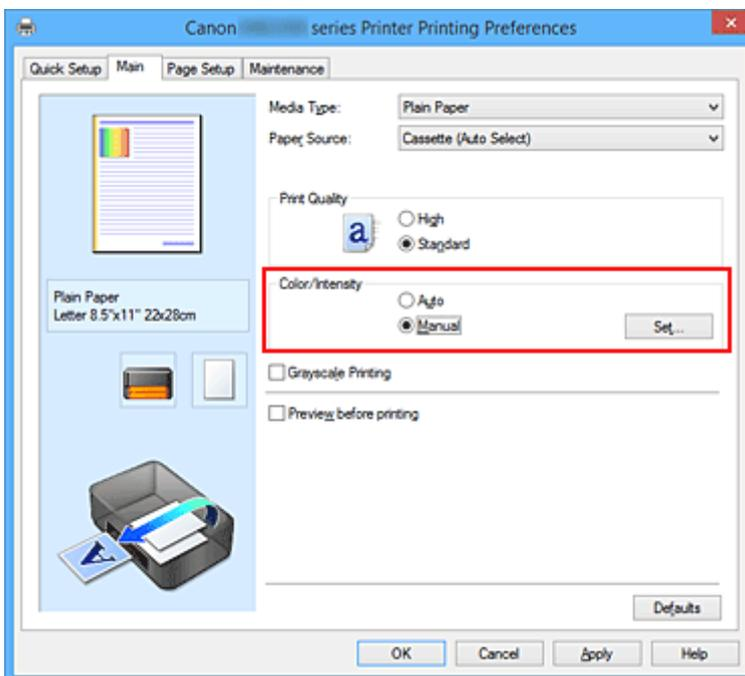 Canon series Printer Printing Preferences
Quick Setup Main Page Setup Maintenance
Media Type: Plain Paper
Paper Source: Cassette (Auto Select)
Print Quality
a
High
Standard
Color/Intensity
Auto
Manual
Set...
Plain Paper
Letter 8.5"x11" 22x28cm
Grayscale Printing
Preview before printing
A
Defaults
OK Cancel Apply Help